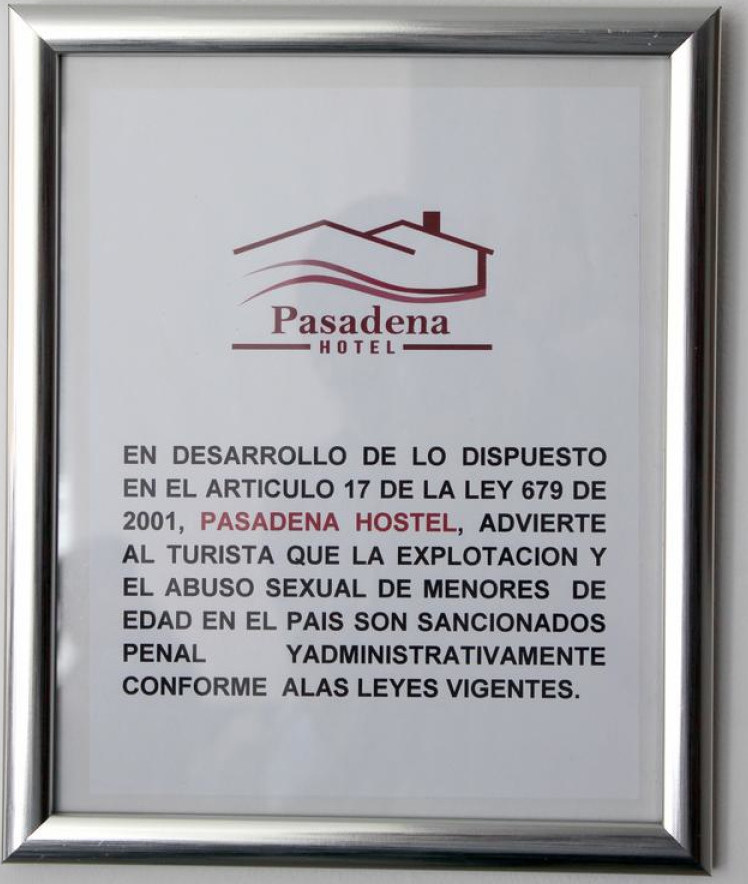 Pasadena
HOTEL
EN DESARROLLO DE LO DISPUESTO
EN EL ARTICULO 17 DE LA LEY 679 DE
2001, PASADENA HOSTEL, ADVIERTE
AL TURISTA QUE LA EXPLOTACION Y
EL ABUSO SEXUAL DE MENORES DE
EDAD EN EL PAIS SON SANCIONADOS
PENAL YADMINISTRATIVAMENTE
CONFORME ALAS LEYES VIGENTES.